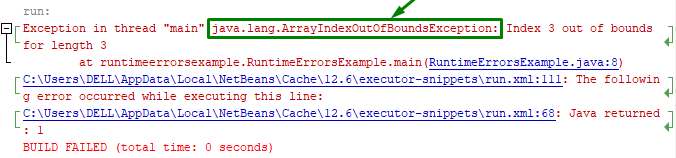 run:
Exception in thread "main" java.lang.ArrayIndexOutOfBoundsException: Index 3 out of bounds
for length 3
at runtimeerrorsexample.RuntimeErrorsExample.main(RuntimeErrorsExample.java:8)
C:\Users\DELL\AppData\Local\NetBeans\Cache\12.6\executor-snippets\run.xml:111: The followin
g error occurred while executing this line:
C:\Users\DELL\AppData\Local\NetBeans\Cache\12.6\executor-snippets\run.xml:68: Java returned
: 1
BUILD FAILED (total time: 0 seconds)